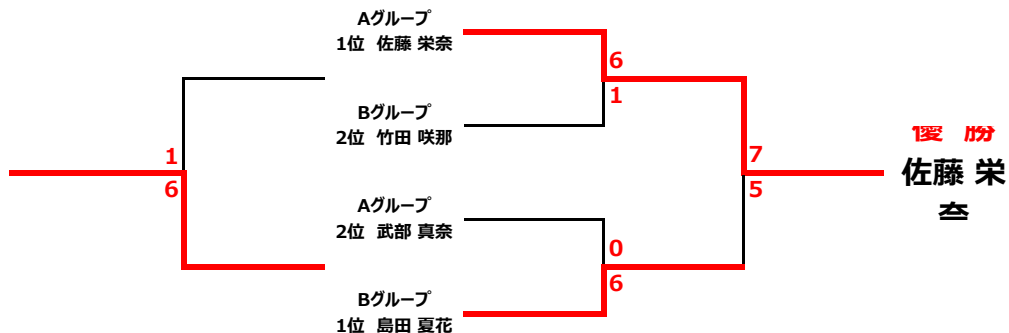 Aグループ
1位 佐藤 栄奈
6
1
Bグループ
2位 竹田 咲那
優 勝
佐藤 栄
奈
1
6
7
5
Aグループ
2位 武部 真奈
0
6
Bグループ
1位 島田 夏花